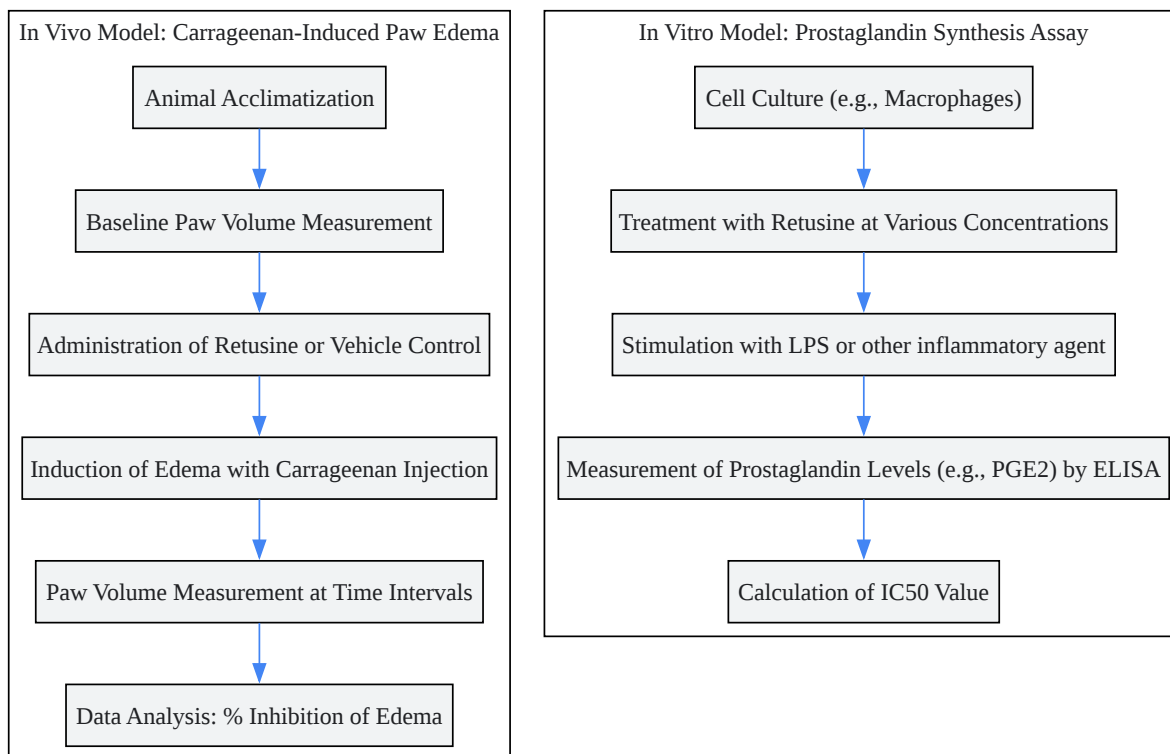 In Vivo Model: Carrageenan-Induced Paw Edema
Animal Acclimatization
Baseline Paw Volume Measurement
Administration of Retusine or Vehicle Control
Induction of Edema with Carrageenan Injection
Paw Volume Measurement at Time Intervals
Data Analysis: % Inhibition of Edema
In Vitro Model: Prostaglandin Synthesis Assay
Cell Culture (e.g., Macrophages)
Treatment with Retusine at Various Concentrations
Stimulation with LPS or other inflammatory agent
Measurement of Prostaglandin Levels (e.g., PGE2) by ELISA
Calculation of IC50 Value